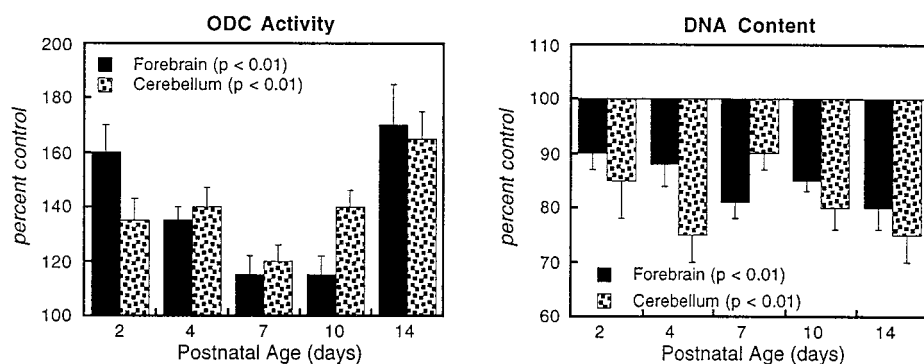 ODC Activity
200
180
160
140
120
100
percent control
Forebrain (p < 0.01)
Cerebellum (p < 0.01)
2 4 7 10 14
Postnatal Age (days)
DNA Content
110
100
90
80
70
60
percent control
Forebrain (p < 0.01)
Cerebellum (p < 0.01)
2 4 7 10 14
Postnatal Age (days)